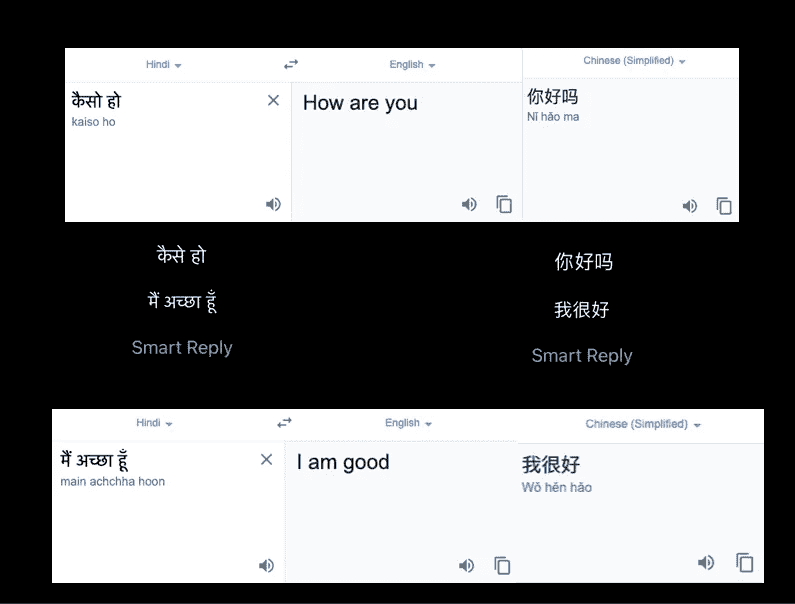 Hindi
English
Chinese (Simplified)
कैसो हो
kaiso ho
How are you
你好吗
Nǐ hǎo ma
कैसे हो
मैं अच्छा हूँ
Smart Reply
你好吗
我很好
Smart Reply
Hindi
English
Chinese (Simplified)
मैं अच्छा हूँ
main achchha hoon
I am good
我很好
Wǒ hěn hǎo